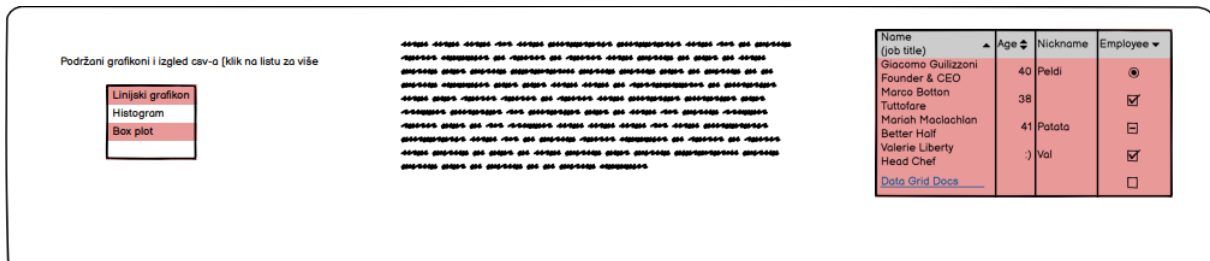 Podržani grafikoni i izgled csv-a (klik na listu za više
Linijski grafikon
Histogram
Box plot
Name
(job title)
Age
Nickname
Employee
Giacomo Guilizzoni
Founder & CEO
40
Peldi
Marco Botton
Tuttofare
38
Mariah Maclachlan
Better Half
41
Patata
Valerie Liberty
Head Chef
:)
Val
Data Grid Docs